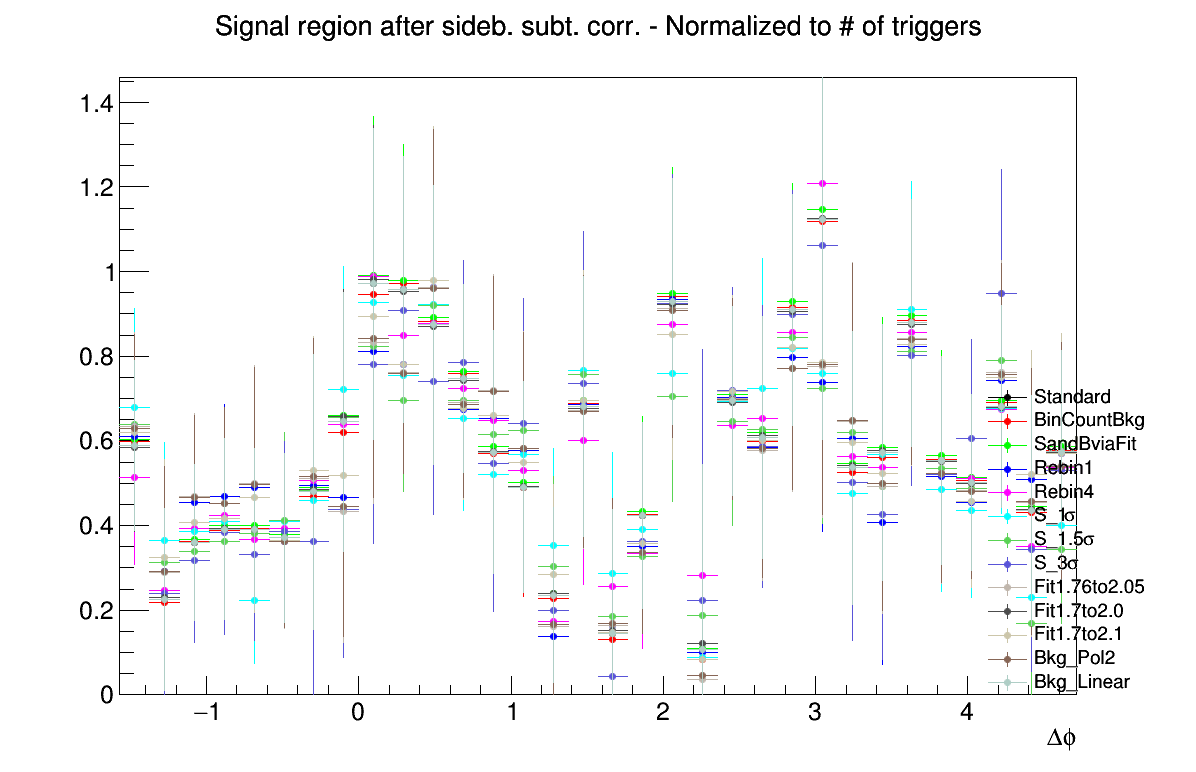 Signal region after sideb. subt. corr. - Normalized to # of triggers
1.4
1.2
1
0.8
0.6
0.4
0.2
0
−1
0
1
2
3
4
Δϕ
Standard
BinCountBkg
SandBviaFit
Rebin1
Rebin4
S_1σ
S_1.5σ
S_3σ
Fit1.76to2.05
Fit1.7to2.0
Fit1.7to2.1
Bkg_Pol2
Bkg_Linear